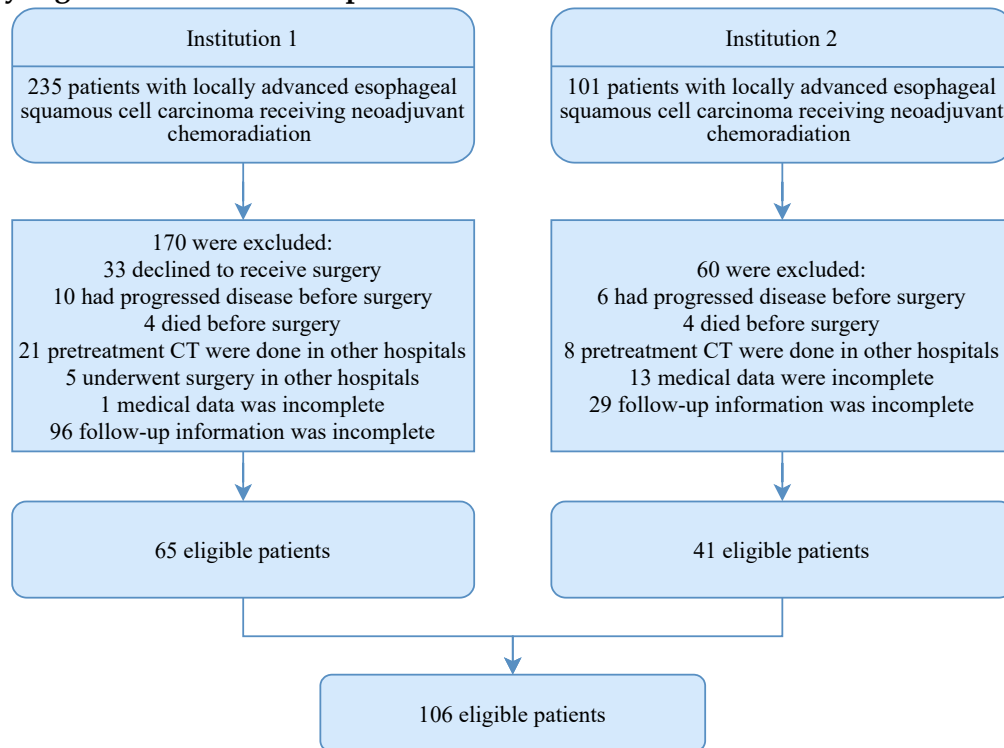 Institution 1
235 patients with locally advanced esophageal
squamous cell carcinoma receiving neoadjuvant
chemoradiation
Institution 2
101 patients with locally advanced esophageal
squamous cell carcinoma receiving neoadjuvant
chemoradiation
170 were excluded:
33 declined to receive surgery
10 had progressed disease before surgery
4 died before surgery
21 pretreatment CT were done in other hospitals
5 underwent surgery in other hospitals
1 medical data was incomplete
96 follow-up information was incomplete
60 were excluded:
6 had progressed disease before surgery
4 died before surgery
8 pretreatment CT were done in other hospitals
13 medical data were incomplete
29 follow-up information was incomplete
65 eligible patients
41 eligible patients
106 eligible patients